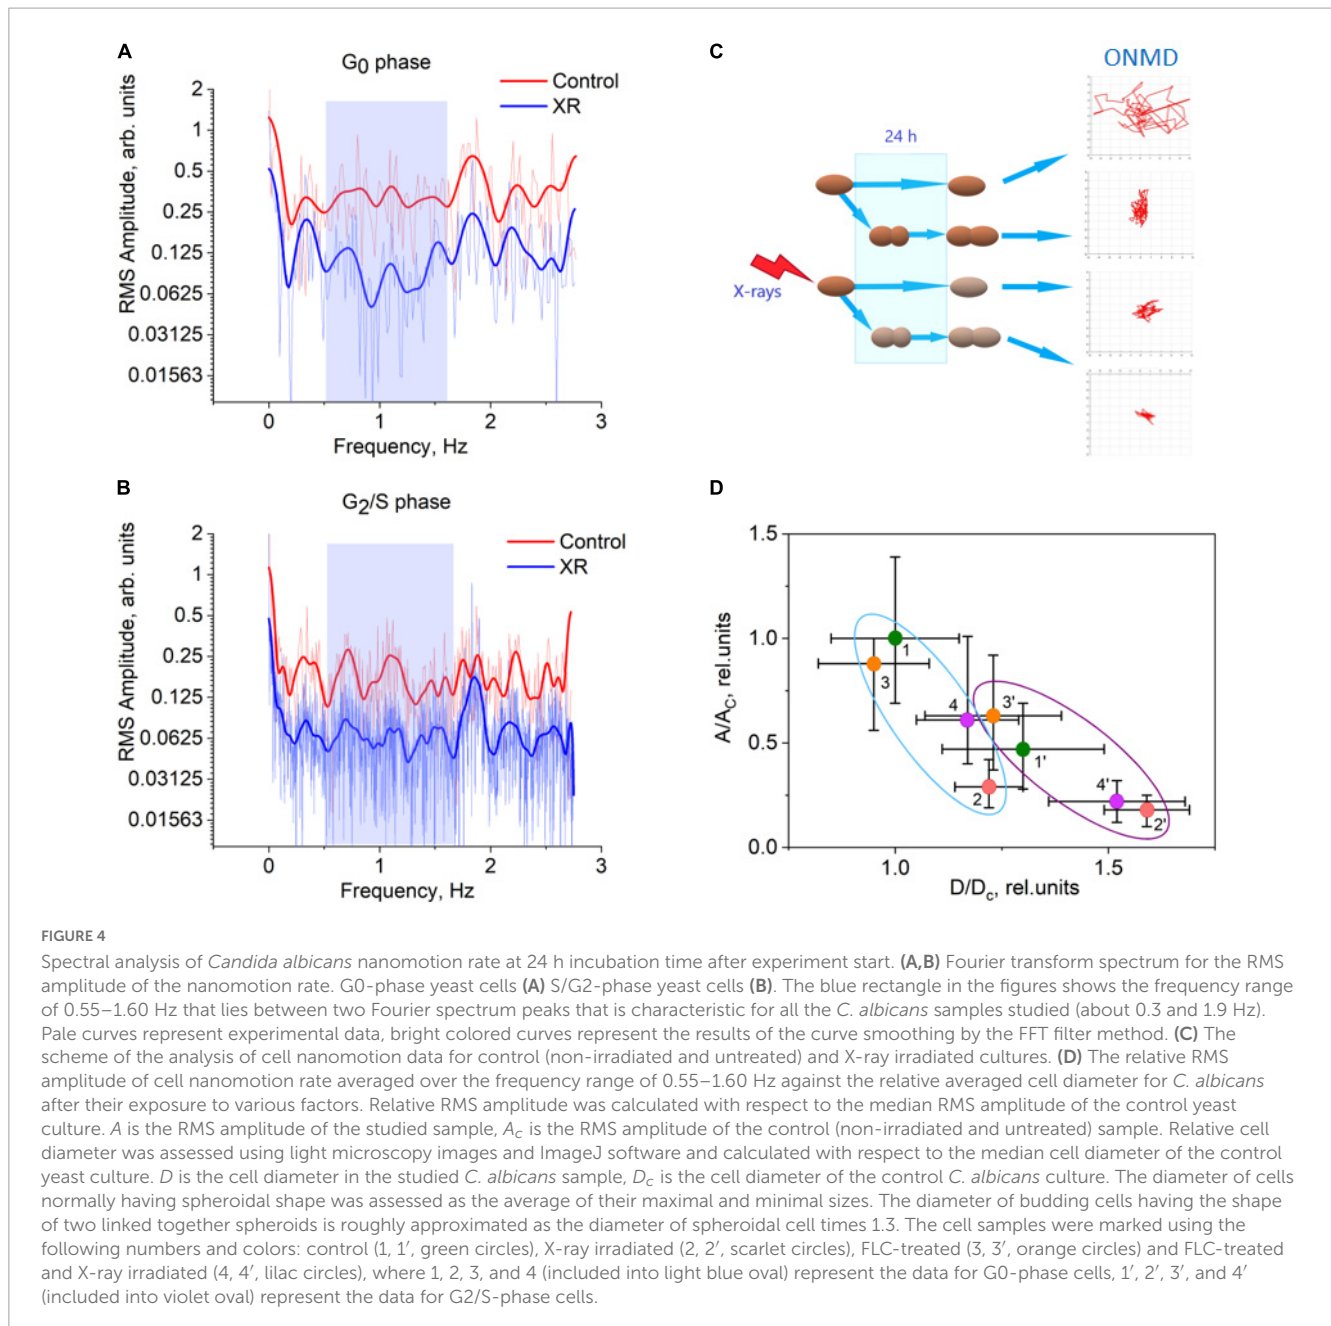 A
G0 phase
Control
XR
RMS Amplitude, arb. units
2
1
0.5
0.25
0.125
0.0625
0.03125
0.01563
0
1
2
3
Frequency, Hz
B
G2/S phase
Control
XR
RMS Amplitude, arb. units
2
1
0.5
0.25
0.125
0.0625
0.03125
0.01563
0
1
2
3
Frequency, Hz
C
ONMD
24 h
X-rays
D
A/AC, rel.units
1.5
1.0
0.5
0.0
1
3
4
3'
1'
2
4'
2'
1.0
1.5
D/Dc, rel.units
FIGURE 4
Spectral analysis of Candida albicans nanomotion rate at 24 h incubation time after experiment start. (A,B) Fourier transform spectrum for the RMS
amplitude of the nanomotion rate. G0-phase yeast cells (A) S/G2-phase yeast cells (B). The blue rectangle in the figures shows the frequency range
of 0.55–1.60 Hz that lies between two Fourier spectrum peaks that is characteristic for all the C. albicans samples studied (about 0.3 and 1.9 Hz).
Pale curves represent experimental data, bright colored curves represent the results of the curve smoothing by the FFT filter method. (C) The
scheme of the analysis of cell nanomotion data for control (non-irradiated and untreated) and X-ray irradiated cultures. (D) The relative RMS
amplitude of cell nanomotion rate averaged over the frequency range of 0.55–1.60 Hz against the relative averaged cell diameter for C. albicans
after their exposure to various factors. Relative RMS amplitude was calculated with respect to the median RMS amplitude of the control yeast
culture. A is the RMS amplitude of the studied sample, AC is the RMS amplitude of the control (non-irradiated and untreated) sample. Relative cell
diameter was assessed using light microscopy images and ImageJ software and calculated with respect to the median cell diameter of the control
yeast culture. D is the cell diameter in the studied C. albicans sample, DC is the cell diameter of the control C. albicans culture. The diameter of cells
normally having spheroidal shape was assessed as the average of their maximal and minimal sizes. The diameter of budding cells having the shape
of two linked together spheroids is roughly approximated as the diameter of spheroidal cell times 1.3. The cell samples were marked using the
following numbers and colors: control (1, 1′, green circles), X-ray irradiated (2, 2′, scarlet circles), FLC-treated (3, 3′, orange circles) and FLC-treated
and X-ray irradiated (4, 4′, lilac circles), where 1, 2, 3, and 4 (included into light blue oval) represent the data for G0-phase cells, 1′, 2′, 3′, and 4′
(included into violet oval) represent the data for G2/S-phase cells.